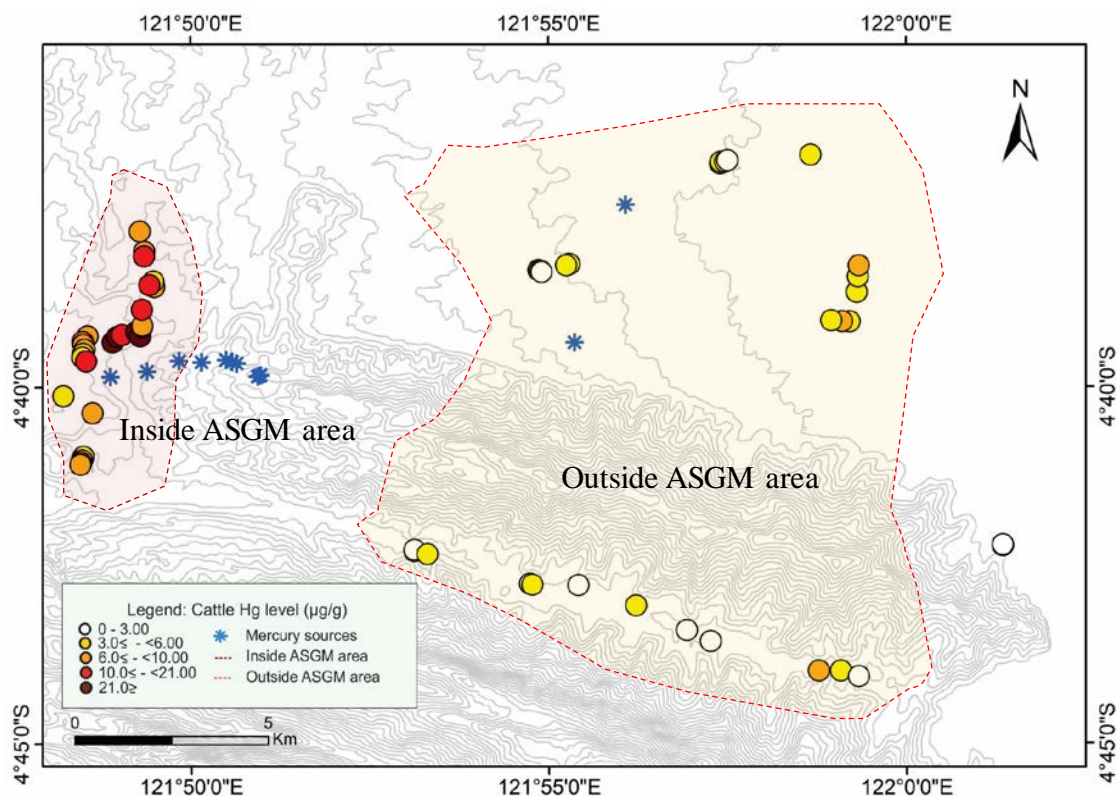 121°50'0"E 121°55'0"E 122°0'0"E
N
4°40'0"S 4°40'0"S
Inside ASGM area
Outside ASGM area
Legend: Cattle Hg level (µg/g)
0 - 3.00
3.0≤ - <6.00
6.0≤ - <10.00
10.0≤ - <21.00
21.0≥
Mercury sources
Inside ASGM area
Outside ASGM area
0 5
Km
4°45'0"S 4°45'0"S
121°50'0"E 121°55'0"E 122°0'0"E